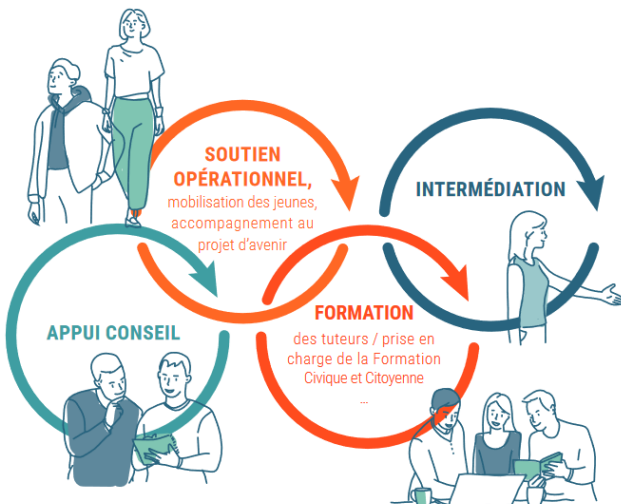 SOUTIEN
OPÉRATIONNEL,
mobilisation des jeunes,
accompagnement au
projet d'avenir
INTERMÉDIATION
APPUI CONSEIL
FORMATION
des tuteurs / prise en
charge de la Formation
Civique et Citoyenne
...